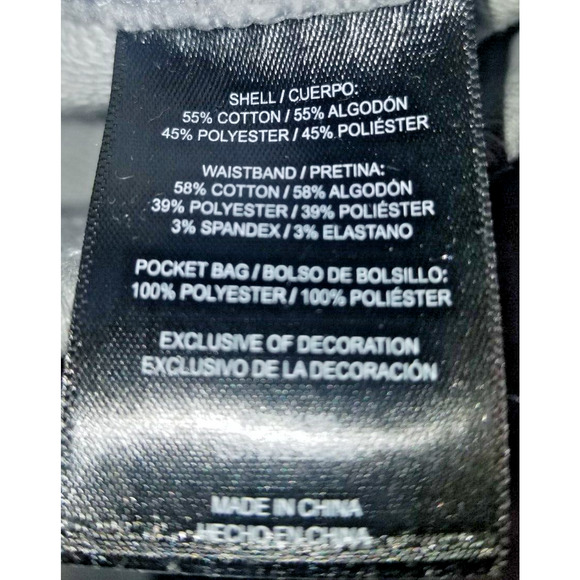 SHELL / CUERPO:
55% COTTON / 55% ALGODÓN
45% POLYESTER / 45% POLIÉSTER
WAISTBAND / PRETINA:
58% COTTON / 58% ALGODÓN
39% POLYESTER / 39% POLIÉSTER
3% SPANDEX / 3% ELASTANO
POCKET BAG / BOLSO DE BOLSILLO:
100% POLYESTER / 100% POLIÉSTER
EXCLUSIVE OF DECORATION
EXCLUSIVO DE LA DECORACIÓN
MADE IN CHINA
HECHO EN CHINA